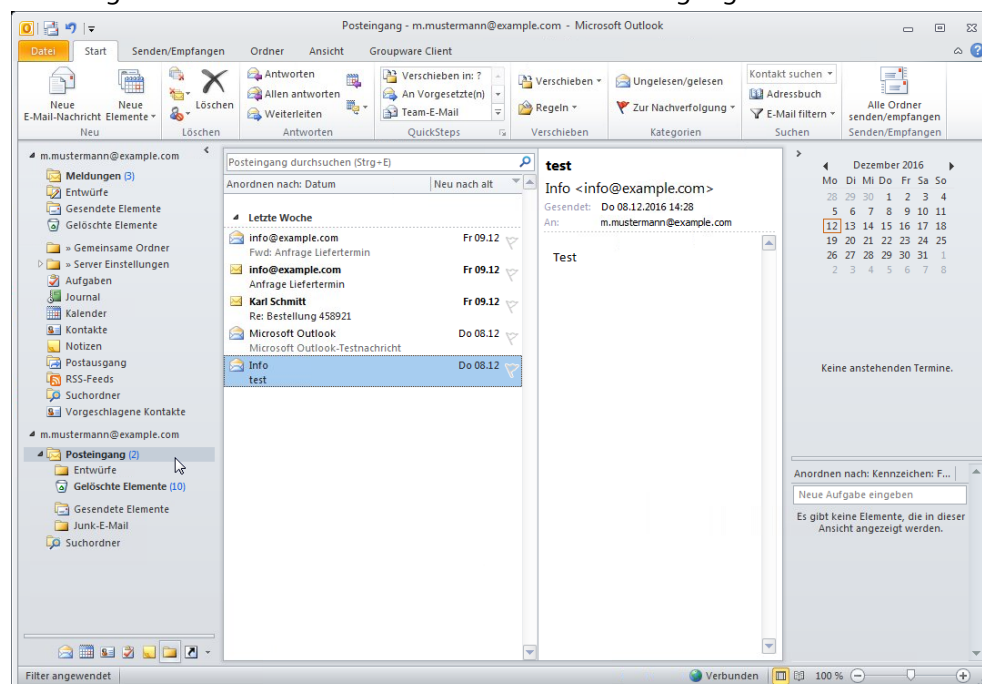 Posteingang - m.mustermann@example.com - Microsoft Outlook
Datei Start Senden/Empfangen Ordner Ansicht Groupware Client
Neue E-Mail-Nachricht
Neue Elemente
Neu
Löschen
Löschen
Antworten
Allen antworten
Weiterleiten
Antworten
Verschieben in: ?
An Vorgesetzte(n)
Team-E-Mail
QuickSteps
Verschieben
Regeln
Verschieben
Ungelesen/gelesen
Zur Nachverfolgung
Kategorien
Kontakt suchen
Adressbuch
E-Mail filtern
Suchen
Alle Ordner
senden/empfangen
Senden/Empfangen
m.mustermann@example.com
Meldungen (3)
Entwürfe
Gesendete Elemente
Gelöschte Elemente
» Gemeinsame Ordner
» Server Einstellungen
Aufgaben
Journal
Kalender
Kontakte
Notizen
Postausgang
RSS-Feeds
Suchordner
Vorgeschlagene Kontakte
m.mustermann@example.com
Posteingang (2)
Entwürfe
Gelöschte Elemente (10)
Gesendete Elemente
Junk-E-Mail
Suchordner
Posteingang durchsuchen (Strg+E)
Anordnen nach: Datum Neu nach alt
Letzte Woche
info@example.com Fr 09.12
Fwd: Anfrage Liefertermin
info@example.com Fr 09.12
Anfrage Liefertermin
Karl Schmitt Fr 09.12
Re: Bestellung 458921
Microsoft Outlook Do 08.12
Microsoft Outlook-Testnachricht
Info Do 08.12
test
test
Info <info@example.com>
Gesendet: Do 08.12.2016 14:28
An: m.mustermann@example.com
Test
Dezember 2016
Mo Di Mi Do Fr Sa So
28 29 30 1 2 3 4
5 6 7 8 9 10 11
12 13 14 15 16 17 18
19 20 21 22 23 24 25
26 27 28 29 30 31 1
2 3 4 5 6 7 8
Keine anstehenden Termine.
Anordnen nach: Kennzeichen: F...
Neue Aufgabe eingeben
Es gibt keine Elemente, die in dieser
Ansicht angezeigt werden.
Filter angewendet
Verbunden
100 %